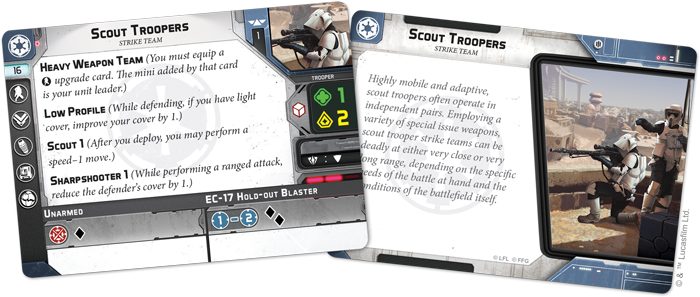 SCOUT TROOPERS
STRIKE TEAM
1
16
HEAVY WEAPON TEAM (You must equip a
upgrade card. The mini added by that card
is your unit leader.)
LOW PROFILE (While defending, if you have light
cover, improve your cover by 1.)
SCOUT 1 (After you deploy, you may perform a
speed-1 move.)
SHARPSHOOTER 1 (While performing a ranged attack,
reduce the defender's cover by 1.)
TROOPER
1
2
UNARMED
EC-17 HOLD-OUT BLASTER
1-2
SCOUT TROOPERS
STRIKE TEAM
Highly mobile and adaptive,
scout troopers often operate in
independent pairs. Employing a
variety of special issue weapons,
scout trooper strike teams can be
deadly at either very close or very
long range, depending on the specific
needs of the battle at hand and the
conditions of the battlefield itself.
© LFL © FFG
© & ™ Lucasfilm Ltd.